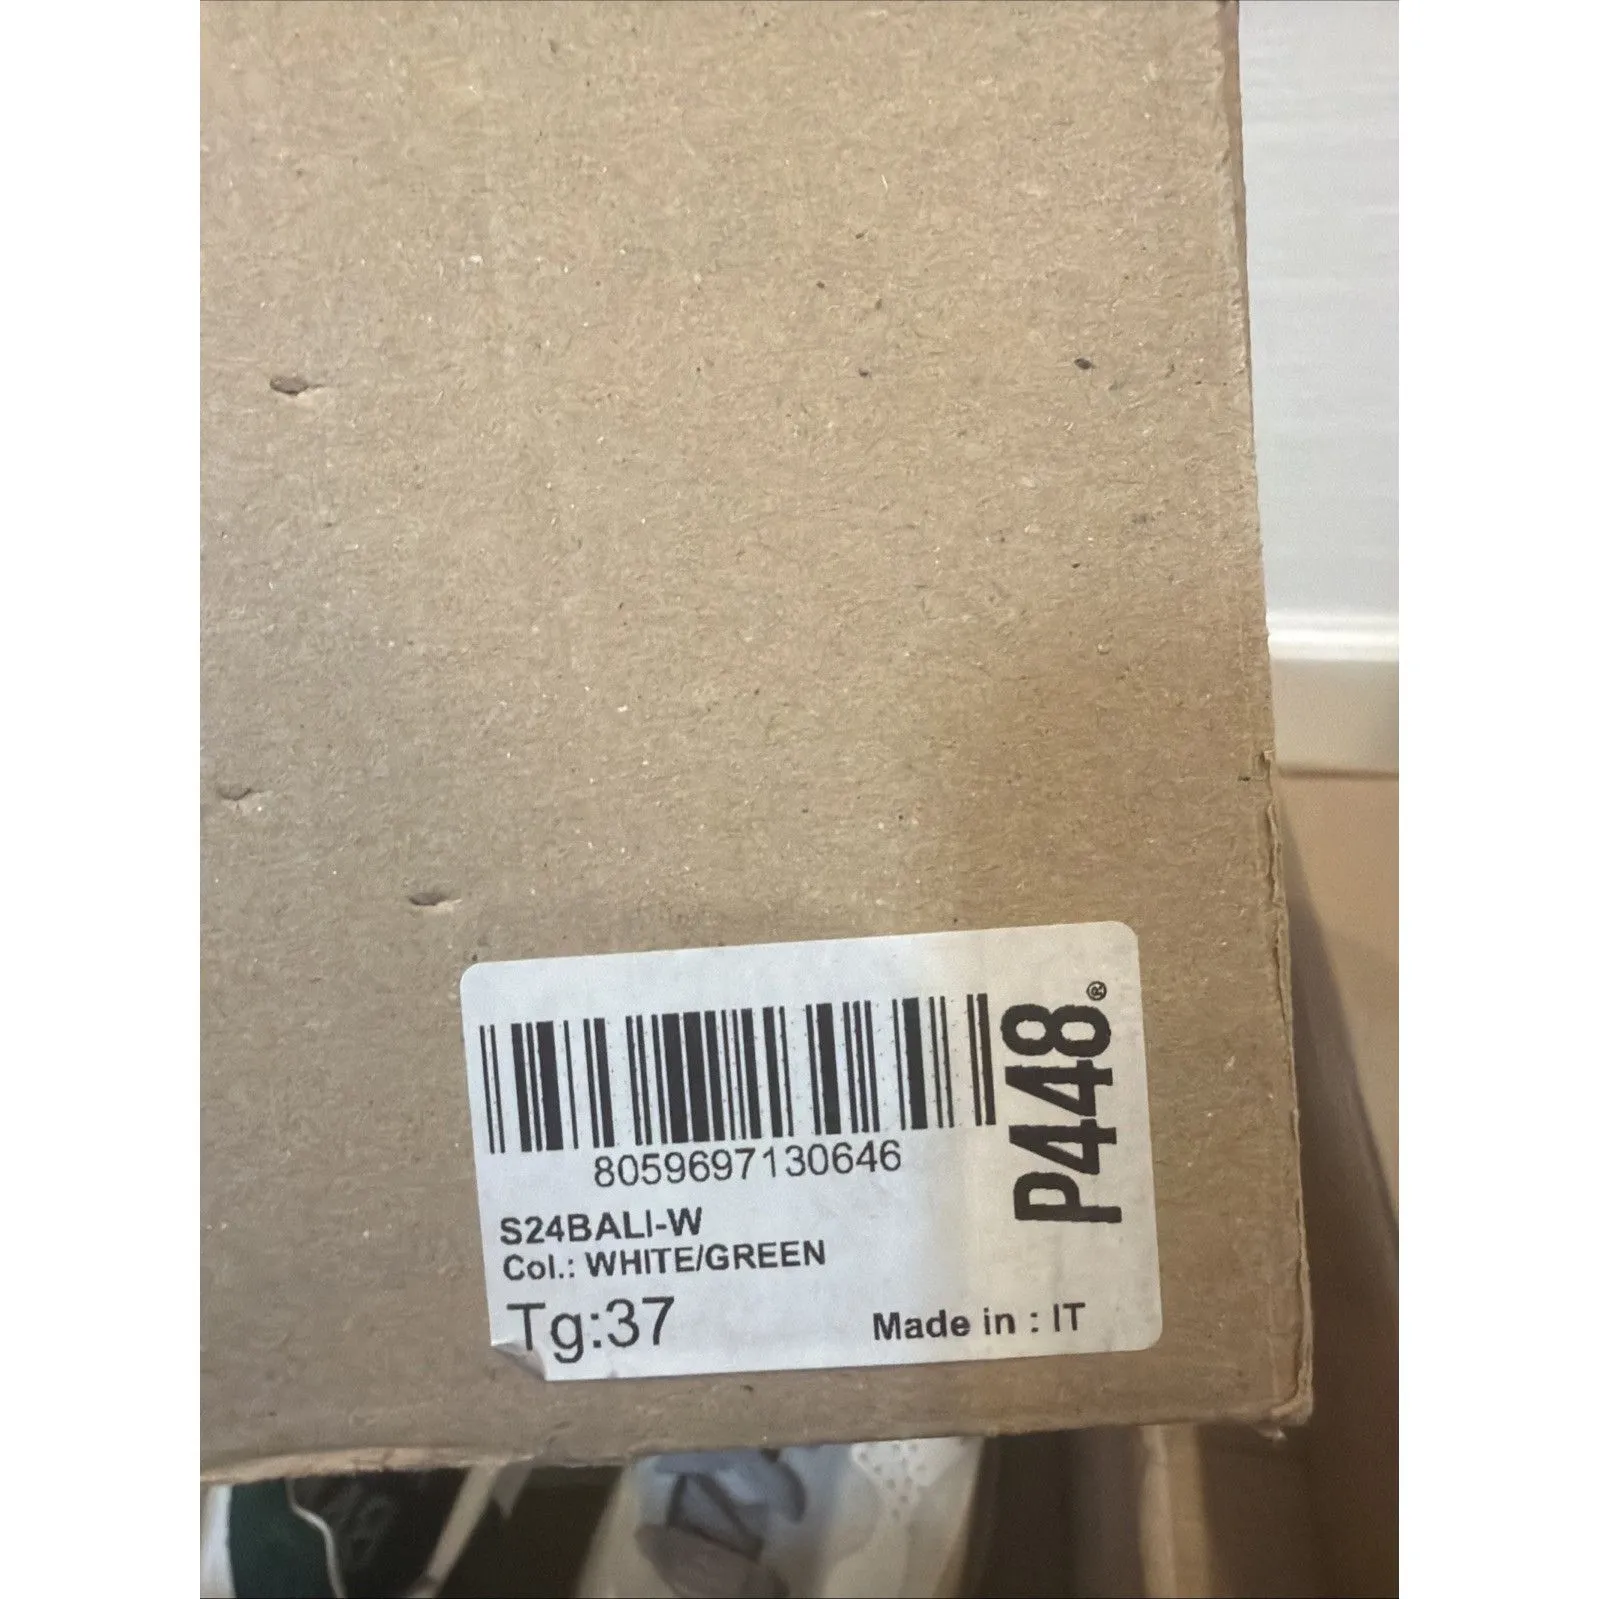 8059697130646
S24BALI-W
Col.: WHITE/GREEN
Tg:37
Made in : IT
P448®